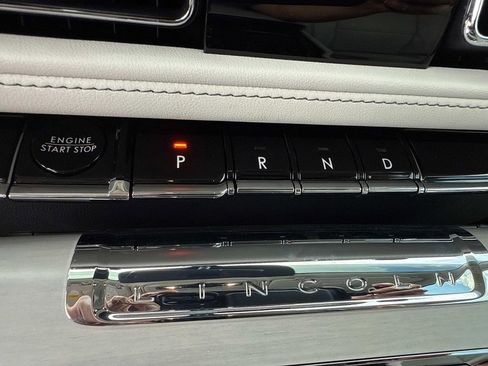 ENGINE
START STOP
P R N D
LINCOLN